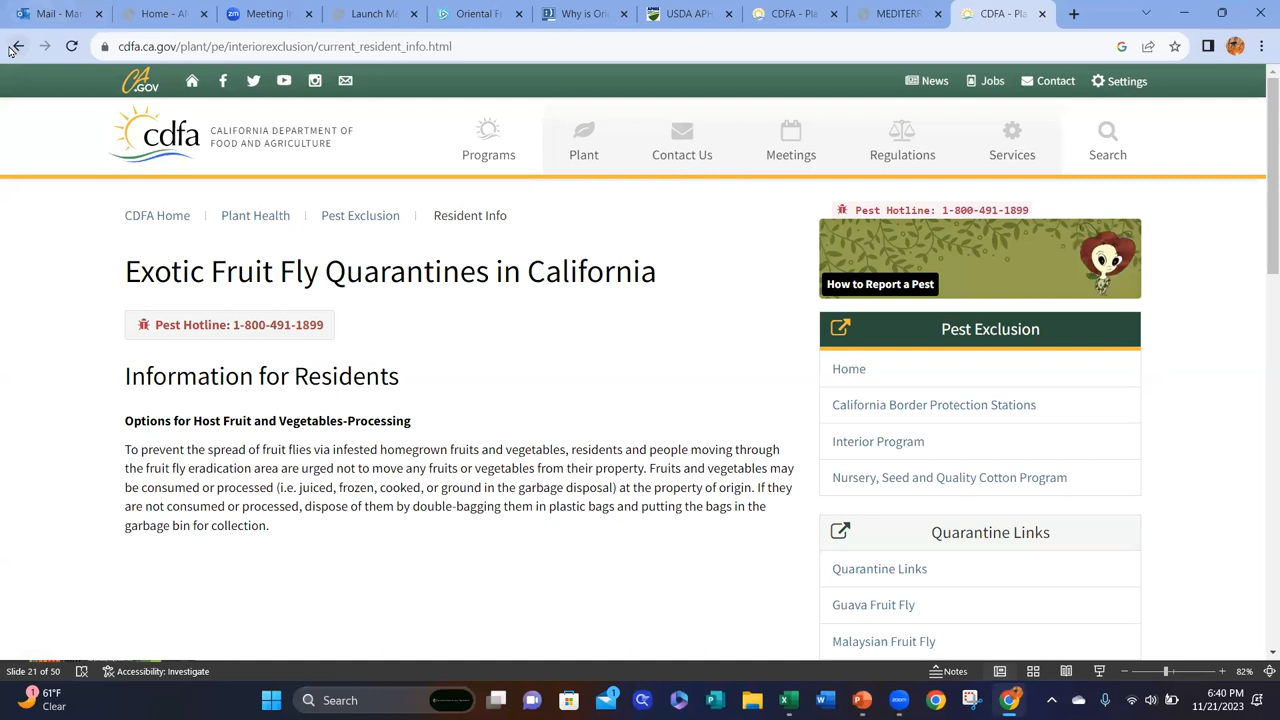 Mail - Mar
Home - AF
Meeting I
Launch Me
Oriental F
Why is Ori
USDA APH
CDFA - Pla
MEDITERR
CDFA - Pla
cdfa.ca.gov/plant/pe/interiorexclusion/current_resident_info.html
CA.GOV
News
Jobs
Contact
Settings
cdfa
CALIFORNIA DEPARTMENT OF
FOOD AND AGRICULTURE
Programs
Plant
Contact Us
Meetings
Regulations
Services
Search
CDFA Home
Plant Health
Pest Exclusion
Resident Info
Exotic Fruit Fly Quarantines in California
Pest Hotline: 1-800-491-1899
Information for Residents
Options for Host Fruit and Vegetables-Processing
To prevent the spread of fruit flies via infested homegrown fruits and vegetables, residents and people moving through
the fruit fly eradication area are urged not to move any fruits or vegetables from their property. Fruits and vegetables may
be consumed or processed (i.e. juiced, frozen, cooked, or ground in the garbage disposal) at the property of origin. If they
are not consumed or processed, dispose of them by double-bagging them in plastic bags and putting the bags in the
garbage bin for collection.
Pest Hotline: 1-800-491-1899
How to Report a Pest
Pest Exclusion
Home
California Border Protection Stations
Interior Program
Nursery, Seed and Quality Cotton Program
Quarantine Links
Quarantine Links
Guava Fruit Fly
Malaysian Fruit Fly
Slide 21 of 50
Accessibility: Investigate
Notes
82%
61°F
Clear
Search
1
6:40 PM
11/21/2023